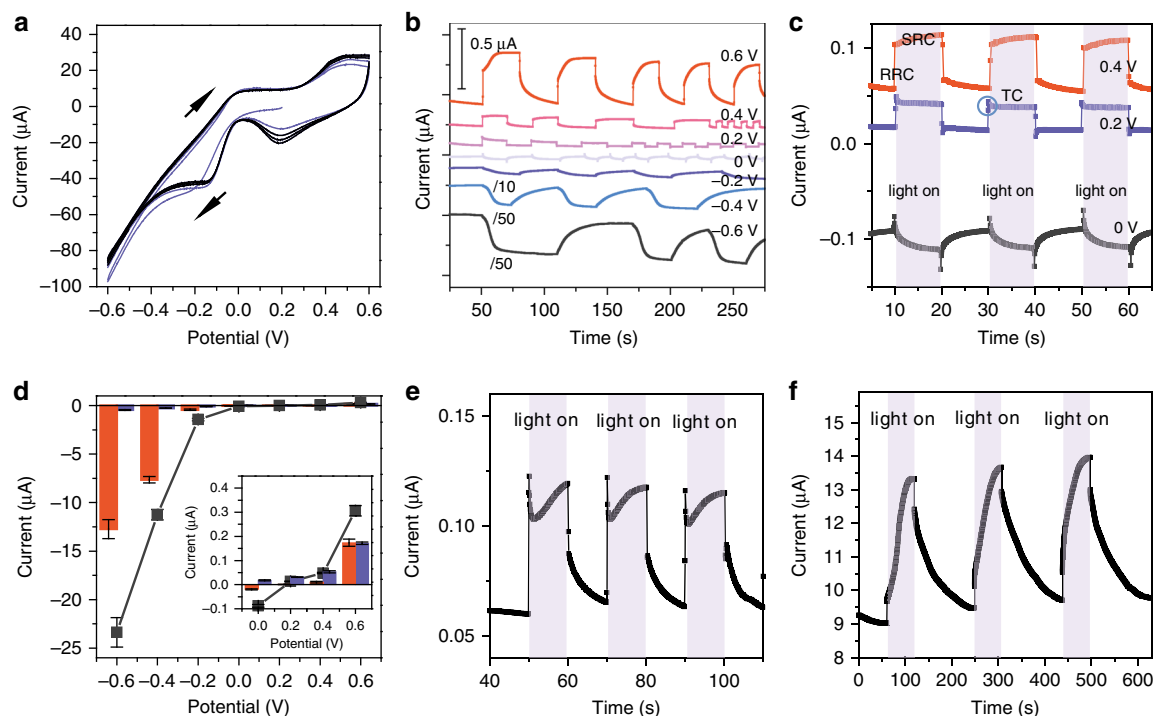 a
40
20
0
−20
−40
−60
−80
−100
Current (μA)
−0.6 −0.4 −0.2 0.0 0.2 0.4 0.6
Potential (V)
b
0.5 μA
0.6 V
0.4 V
0.2 V
0 V
−0.2 V
/10
−0.4 V
/50
−0.6 V
/50
Current (μA)
50 100 150 200 250
Time (s)
c
0.1
0.0
−0.1
Current (μA)
SRC
RRC
0.4 V
TC
0.2 V
light on light on light on
0 V
10 20 30 40 50 60
Time (s)
d
0
−5
−10
−15
−20
−25
Current (μA)
−0.6 −0.4 −0.2 0.0 0.2 0.4 0.6
Potential (V)
0.4
0.3
0.2
0.1
0.0
−0.1
Current (μA)
0.0 0.2 0.4 0.6
Potential (V)
e
0.15
0.10
0.05
Current (μA)
light on light on light on
40 60 80 100
Time (s)
f
15
14
13
12
11
10
9
8
Current (μA)
light on light on light on
0 100 200 300 400 500 600
Time (s)